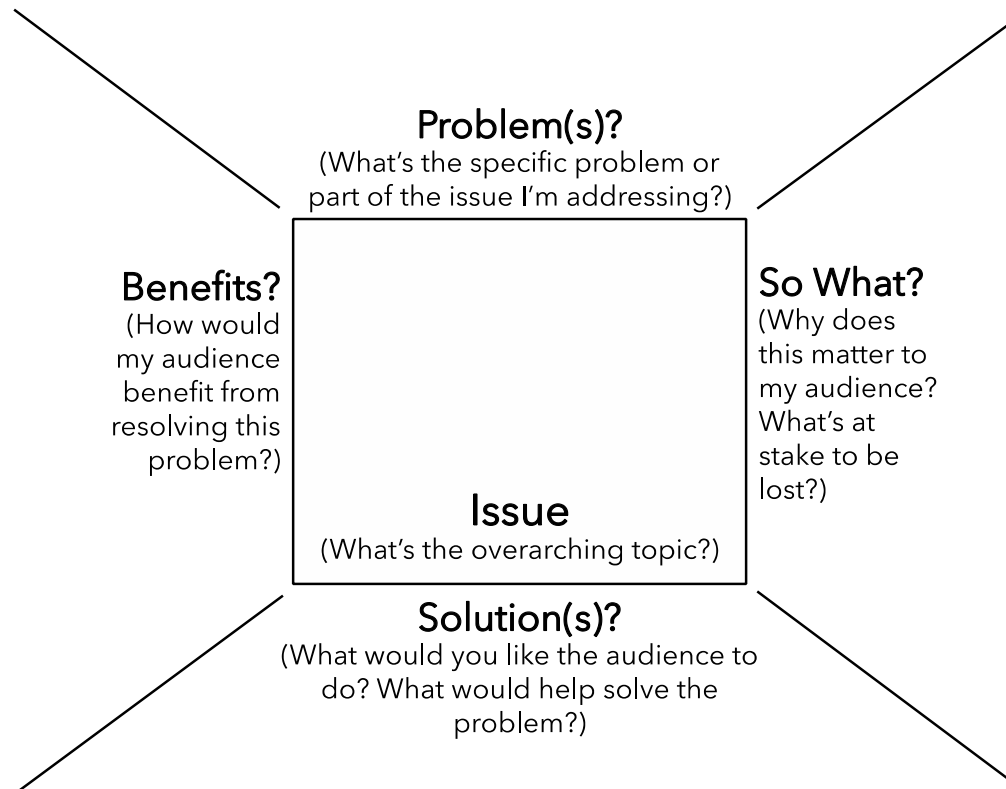 Problem(s)?
(What's the specific problem or
part of the issue I'm addressing?)
Benefits?
(How would
my audience
benefit from
resolving this
problem?)
So What?
(Why does
this matter to
my audience?
What's at
stake to be
lost?)
Issue
(What's the overarching topic?)
Solution(s)?
(What would you like the audience to
do? What would help solve the
problem?)